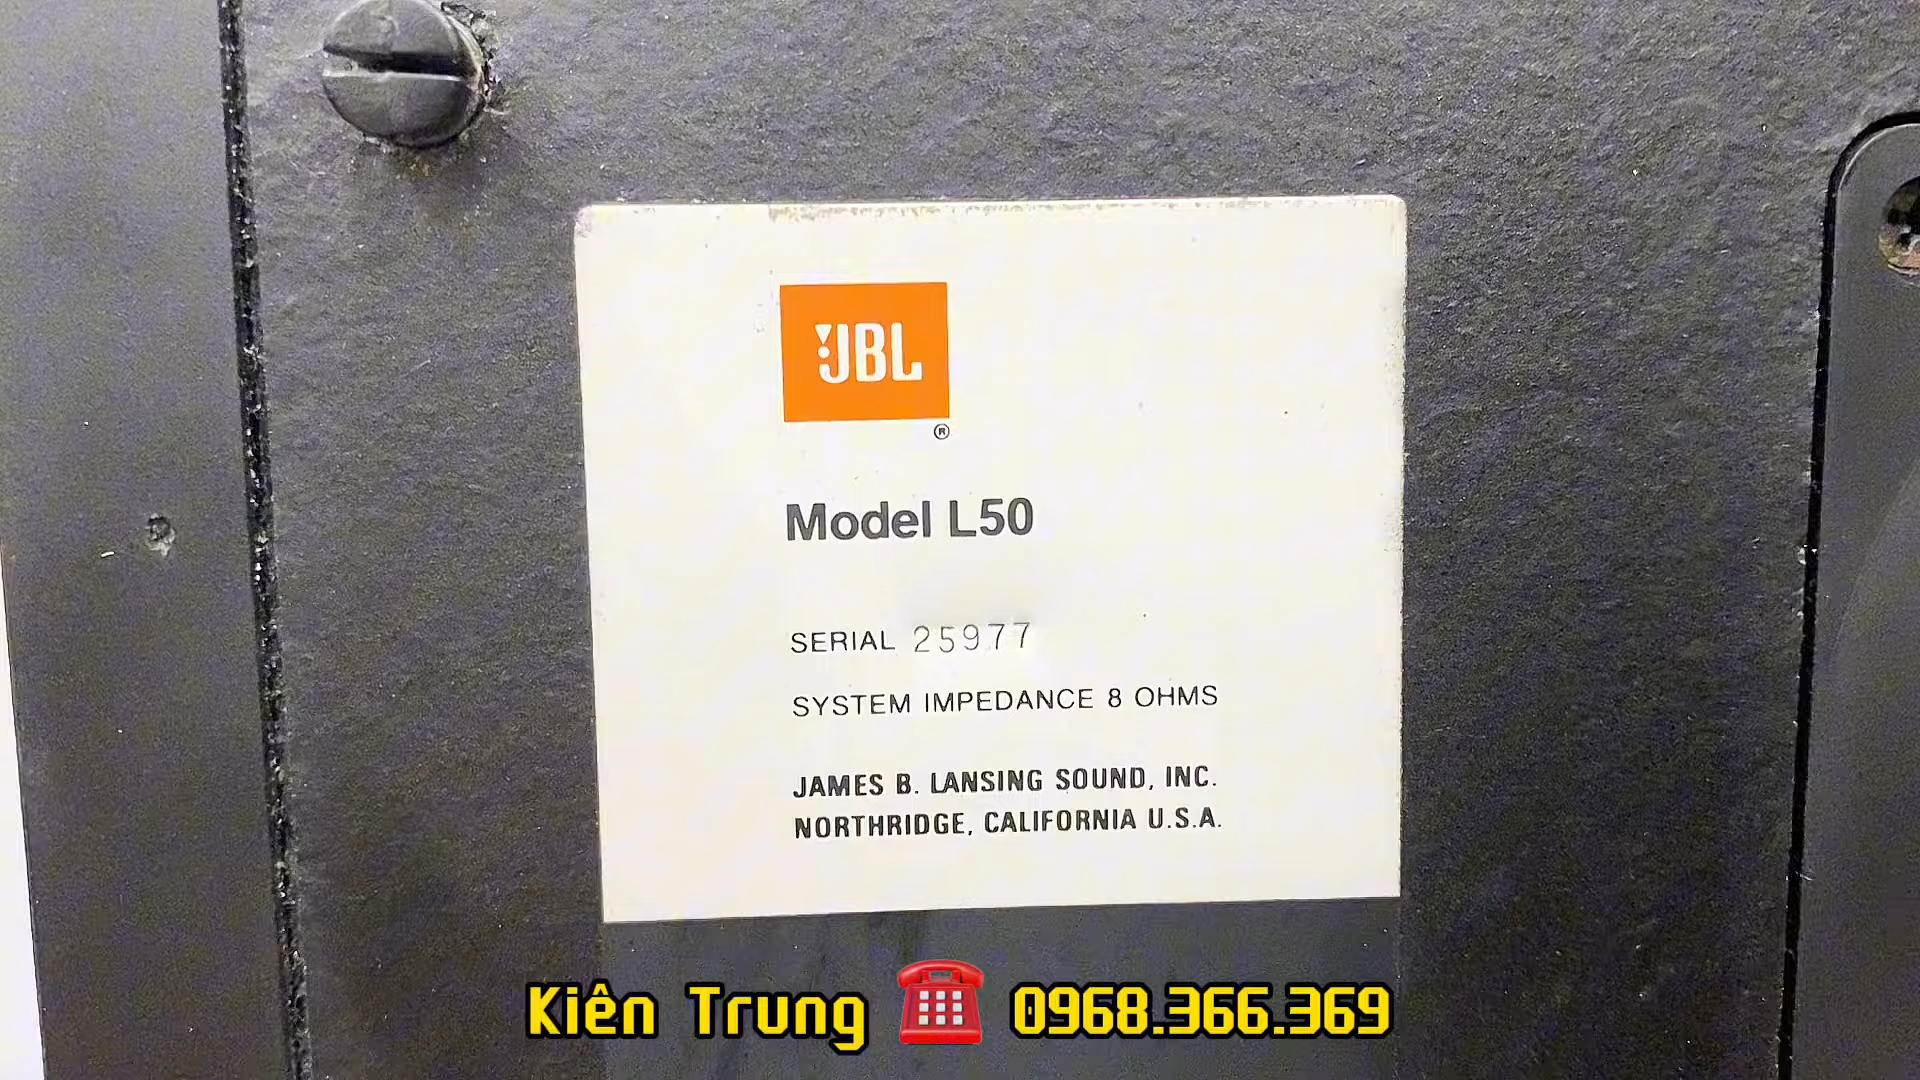 JBL
®
Model L50
SERIAL 25977
SYSTEM IMPEDANCE 8 OHMS
JAMES B. LANSING SOUND, INC.
NORTHRIDGE, CALIFORNIA U.S.A.
Kiên Trung ☎ 0968.366.369